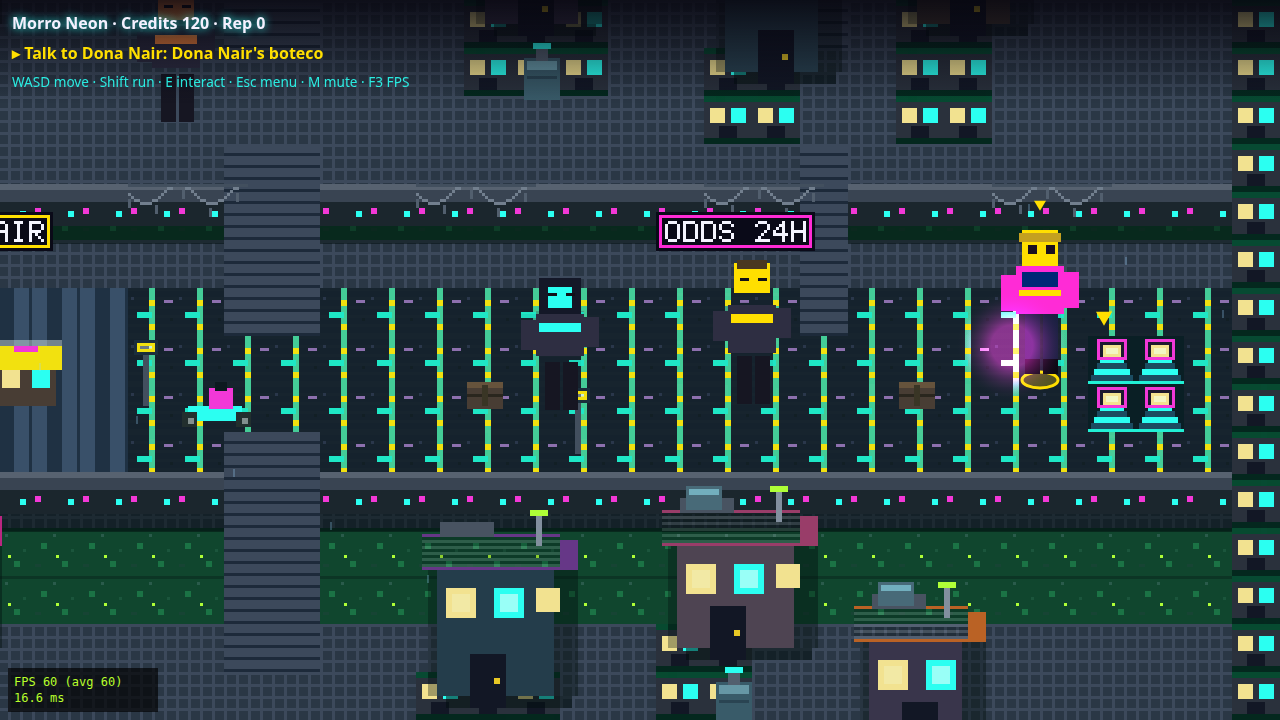 Morro Neon · Credits 120 · Rep 0
▸ Talk to Dona Nair: Dona Nair's boteco
WASD move · Shift run · E interact · Esc menu · M mute · F3 FPS
AIR
ODDS 24H
FPS 60 (avg 60)
16.6 ms